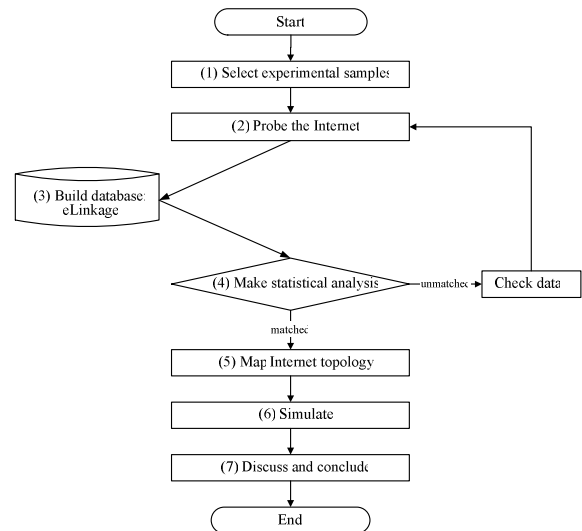 Start
(1) Select experimental samples
(2) Probe the Internet
(3) Build database:
eLinkage
(4) Make statistical analysis
unmatched
Check data
matched
(5) Map Internet topology
(6) Simulate
(7) Discuss and conclude
End